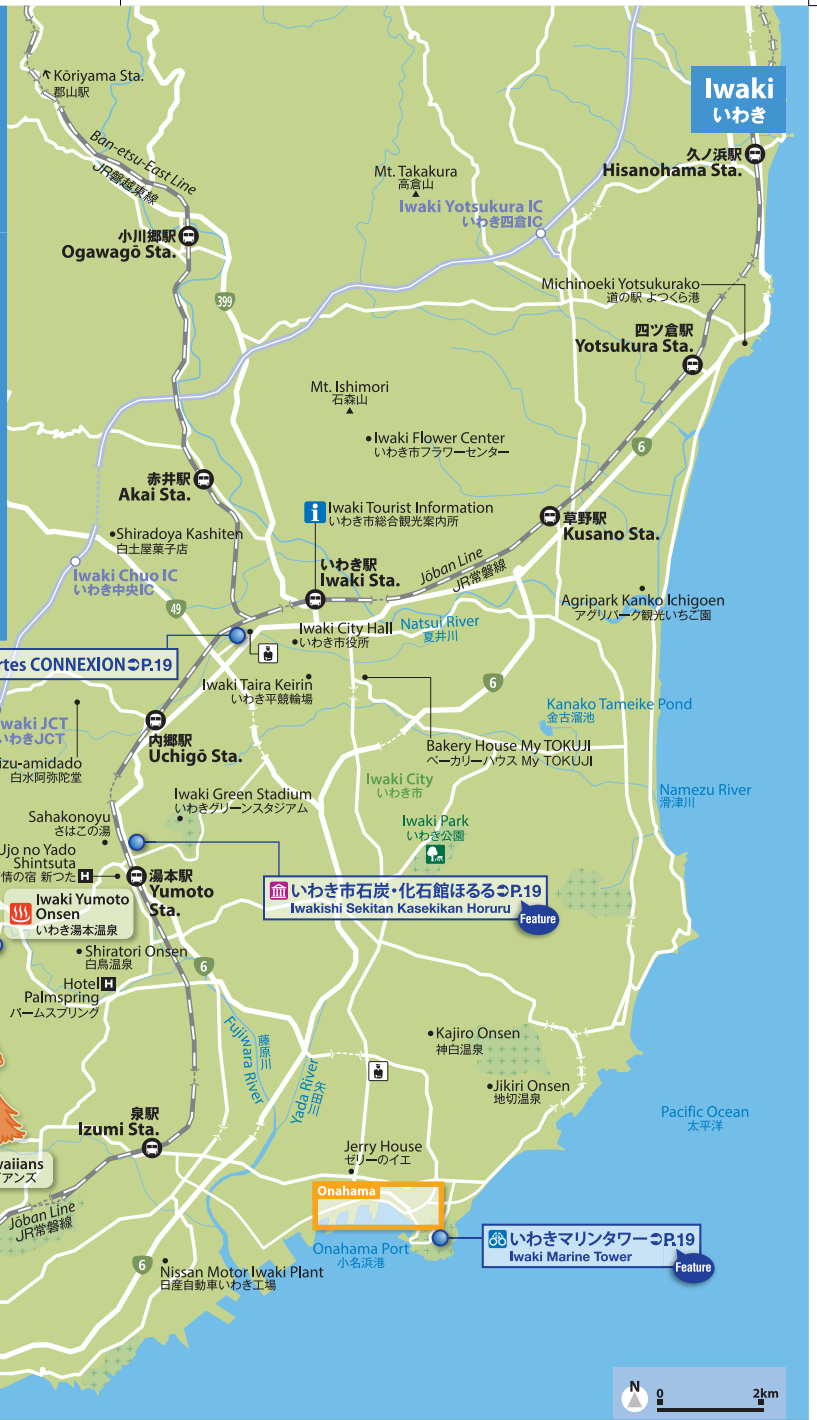 Kōriyama Sta.
郡山駅
Iwaki
いわき
Ban-etsu-East Line
JR磐越東線
久ノ浜駅
Hisanohama Sta.
Mt. Takakura
高倉山
Iwaki Yotsukura IC
いわき四倉IC
小川郷駅
Ogawagō Sta.
Michinoeki Yotsukurako
道の駅 よつくら港
399
四ツ倉駅
Yotsukura Sta.
Mt. Ishimori
石森山
Iwaki Flower Center
いわき市フラワーセンター
6
赤井駅
Akai Sta.
Iwaki Tourist Information
いわき市総合観光案内所
草野駅
Kusano Sta.
Shiradoya Kashiten
白土屋菓子店
いわき駅
Iwaki Sta.
Jōban Line
JR常磐線
Iwaki Chuo IC
いわき中央IC
49
Agripark Kanko Ichigoen
アグリパーク観光いちご園
Iwaki City Hall
いわき市役所
Natsui River
夏井川
rtes CONNEXION➲P.19
Iwaki Taira Keirin
いわき平競輪場
6
Kanako Tameike Pond
金古溜池
waki JCT
いわきJCT
内郷駅
Uchigō Sta.
Bakery House My TOKUJI
ベーカリーハウス My TOKUJI
izu-amidado
白水阿弥陀堂
Iwaki City
いわき市
Iwaki Green Stadium
いわきグリーンスタジアム
Namezu River
滑津川
Sahakonoyu
さはこの湯
Iwaki Park
いわき公園
Ujo no Yado
Shintsuta
情の宿 新つた
H
湯本駅
Yumoto
Sta.
いわき市石炭・化石館ほるる➲P.19
Iwakishi Sekitan Kasekikan Horuru
Feature
Iwaki Yumoto
Onsen
いわき湯本温泉
Shiratori Onsen
白鳥温泉
6
Hotel
Palmspring
パームスプリング
H
Fujiwara River
藤原川
Yada River
矢田川
Kajiro Onsen
神白温泉
Jikiri Onsen
地切温泉
Pacific Ocean
太平洋
泉駅
Izumi Sta.
Jerry House
ゼリーのイエ
waiians
アンズ
Onahama
Jōban Line
JR常磐線
いわきマリンタワー➲P.19
Iwaki Marine Tower
Feature
Onahama Port
小名浜港
6
Nissan Motor Iwaki Plant
日産自動車いわき工場
N
0
2km